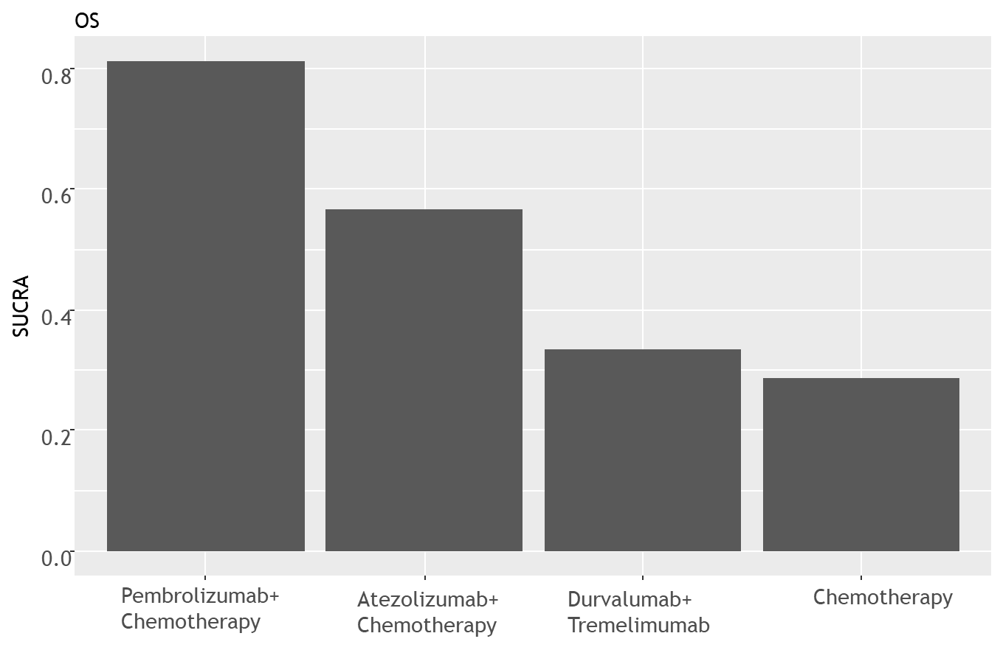 OS
0.8
0.6
0.4
0.2
0.0
SUCRA
Pembrolizumab+
Chemotherapy
Atezolizumab+
Chemotherapy
Durvalumab+
Tremelimumab
Chemotherapy